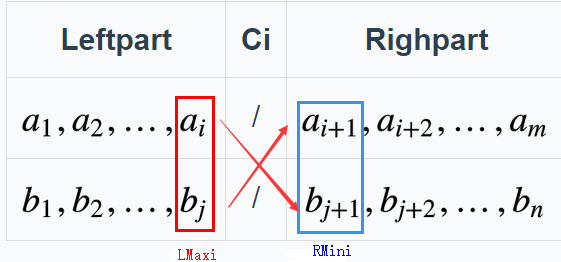 Leftpart Ci Righpart
a₁, a₂, …, aᵢ / aᵢ₊₁, aᵢ₊₂, …, aₘ
b₁, b₂, …, bⱼ / bⱼ₊₁, bⱼ₊₂, …, bₙ
LMaxi RMini